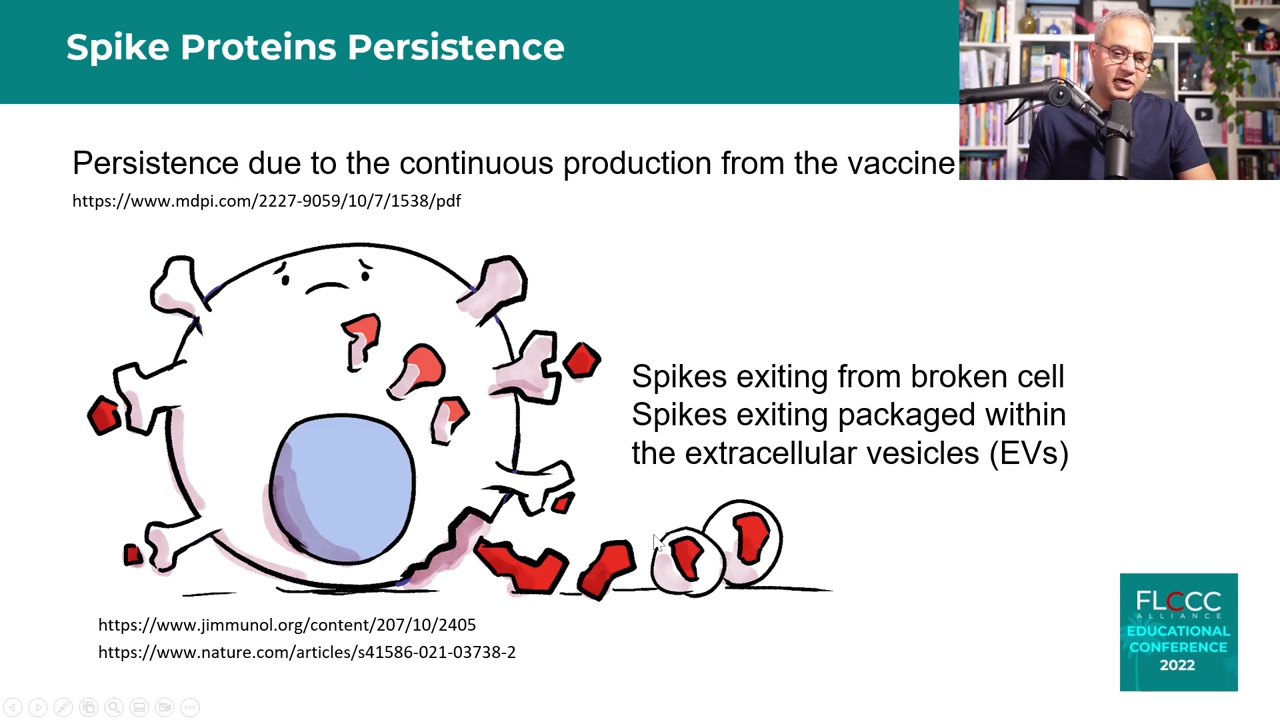 Spike Proteins Persistence
Persistence due to the continuous production from the vaccine
https://www.mdpi.com/2227-9059/10/7/1538/pdf
Spikes exiting from broken cell
Spikes exiting packaged within
the extracellular vesicles (EVs)
https://www.jimmunol.org/content/207/10/2405
https://www.nature.com/articles/s41586-021-03738-2
FLCCC
ALLIANCE
EDUCATIONAL
CONFERENCE
2022